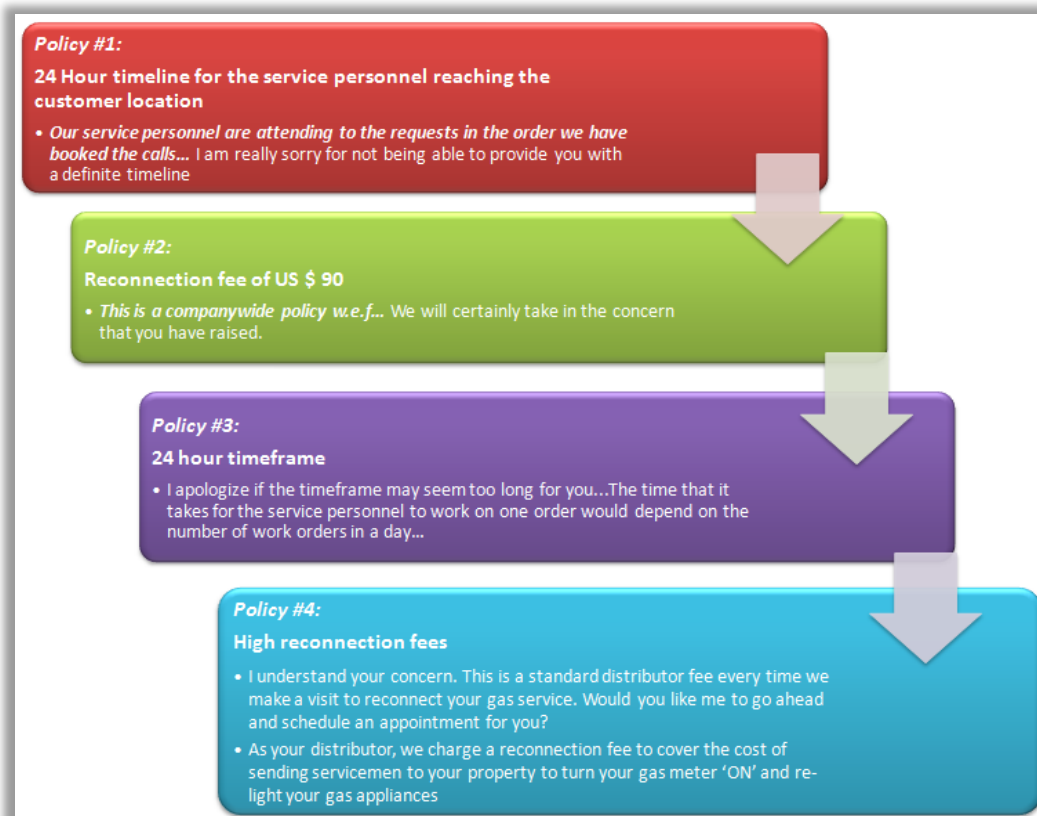 Policy #1:
24 Hour timeline for the service personnel reaching the
customer location
• Our service personnel are attending to the requests in the order we have
booked the calls... I am really sorry for not being able to provide you with
a definite timeline
Policy #2:
Reconnection fee of US $ 90
• This is a companywide policy w.e.f... We will certainly take in the concern
that you have raised.
Policy #3:
24 hour timeframe
• I apologize if the timeframe may seem too long for you...The time that it
takes for the service personnel to work on one order would depend on the
number of work orders in a day...
Policy #4:
High reconnection fees
• I understand your concern. This is a standard distributor fee every time we
make a visit to reconnect your gas service. Would you like me to go ahead
and schedule an appointment for you?
• As your distributor, we charge a reconnection fee to cover the cost of
sending servicemen to your property to turn your gas meter ‘ON’ and re-
light your gas appliances